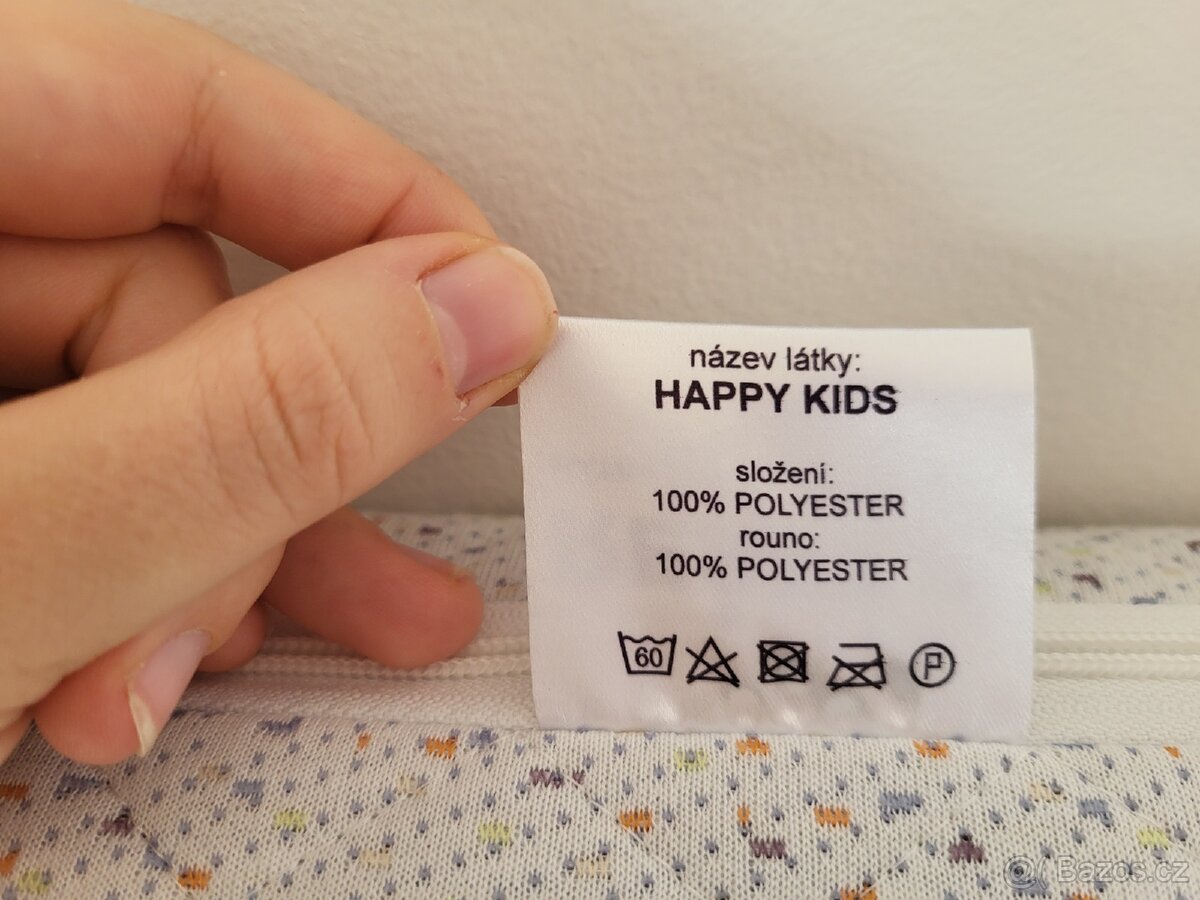 název látky:
HAPPY KIDS
složení:
100% POLYESTER
rouno:
100% POLYESTER
60
P
Bazos.cz